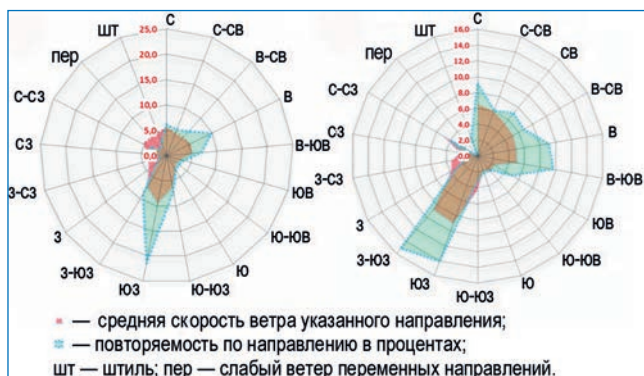 С
С-СВ
В-СВ
В
В-ЮВ
ЮВ
Ю-ЮВ
Ю
Ю-ЮЗ
ЮЗ
З-ЮЗ
З
З-СЗ
СЗ
С-СЗ
пер
шт
25,0
20,0
15,0
10,0
5,0
0,0
С
С-СВ
СВ
В-СВ
В
В-ЮВ
ЮВ
Ю-ЮВ
Ю
Ю-ЮЗ
ЮЗ
З-ЮЗ
З
З-СЗ
СЗ
С-СЗ
пер
шт
16,0
14,0
12,0
10,0
8,0
6,0
4,0
2,0
0,0
— средняя скорость ветра указанного направления;
— повторяемость по направлению в процентах;
шт — штиль; пер — слабый ветер переменных направлений.